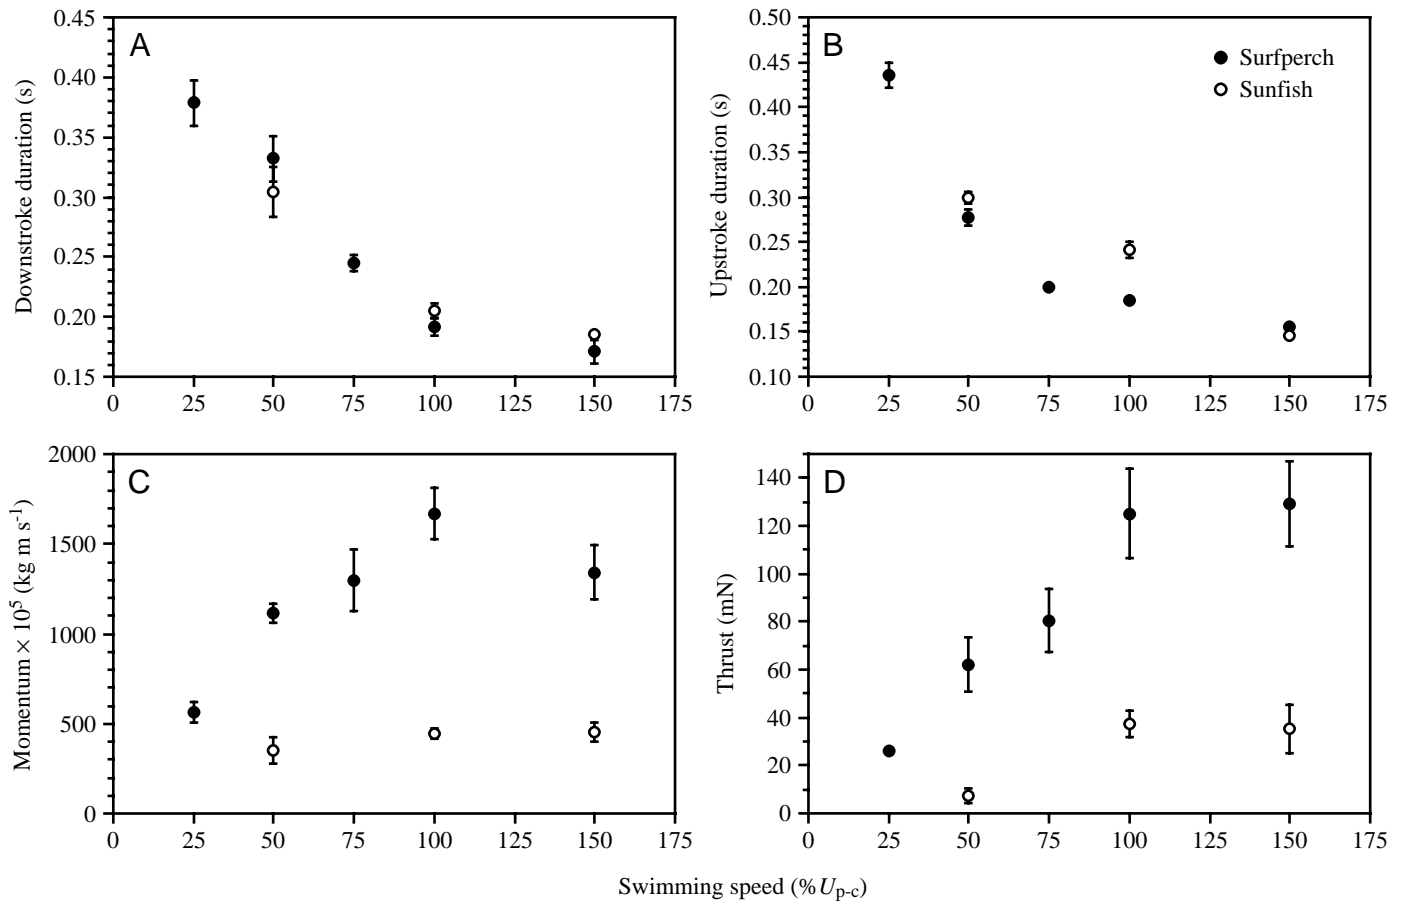 A
Downstroke duration (s)
0.45
0.40
0.35
0.30
0.25
0.20
0.15
0 25 50 75 100 125 150 175
B
Surfperch
Sunfish
Upstroke duration (s)
0.50
0.45
0.40
0.35
0.30
0.25
0.20
0.15
0.10
0 25 50 75 100 125 150 175
C
Momentum × 10⁵ (kg m s⁻¹)
2000
1500
1000
500
0
0 25 50 75 100 125 150 175
D
Thrust (mN)
140
120
100
80
60
40
20
0
0 25 50 75 100 125 150 175
Swimming speed (% Up-c)